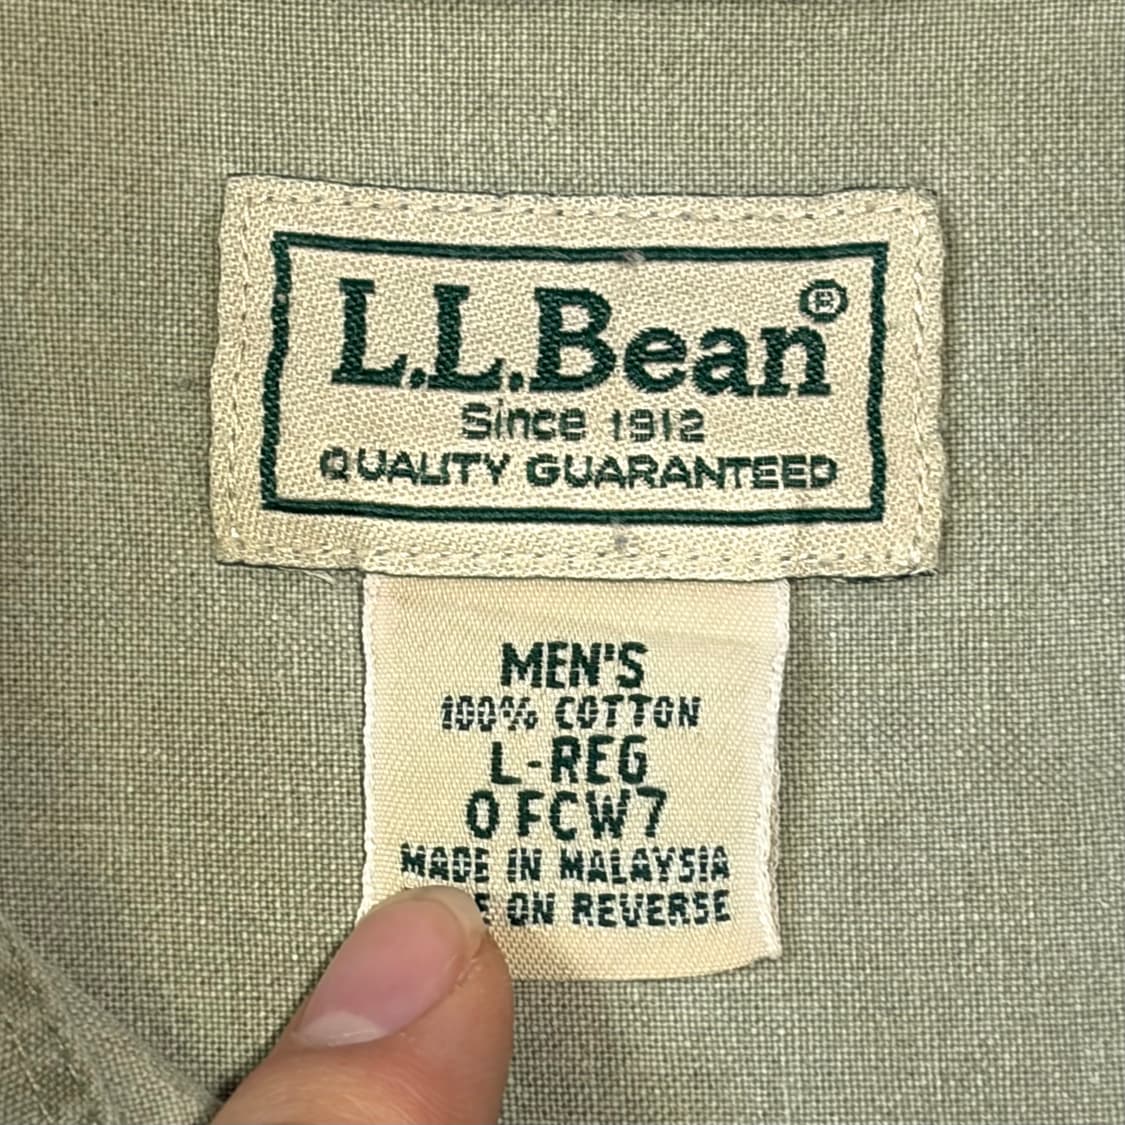 L.L.Bean®
Since 1912
QUALITY GUARANTEED
MEN'S
100% COTTON
L-REG
0 FCW7
MADE IN MALAYSIA
ON REVERSE